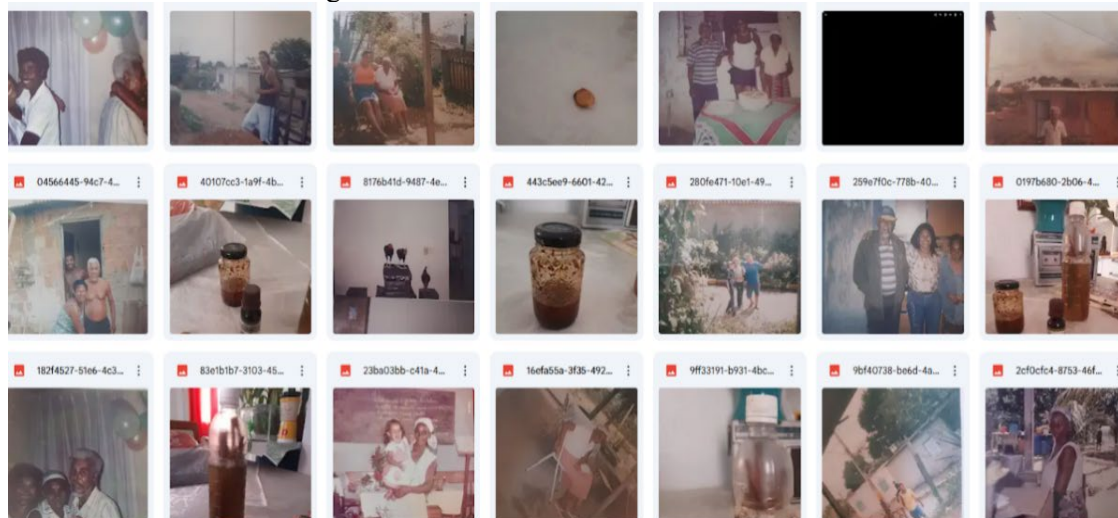 04566445-94c7-4...
40107cc3-1a9f-4b...
8176b41d-9487-4e...
443c5ee9-6601-42...
280fe471-10e1-49...
259e7f0c-778b-40...
0197b680-2b06-4...
182f4527-51e6-4c3...
83e1b1b7-3103-45...
23ba03bb-c41a-4...
16efa55a-3f35-492...
9ff33191-b931-4bc...
9bf40738-be6d-4a...
2cf0cfc4-8753-46f...